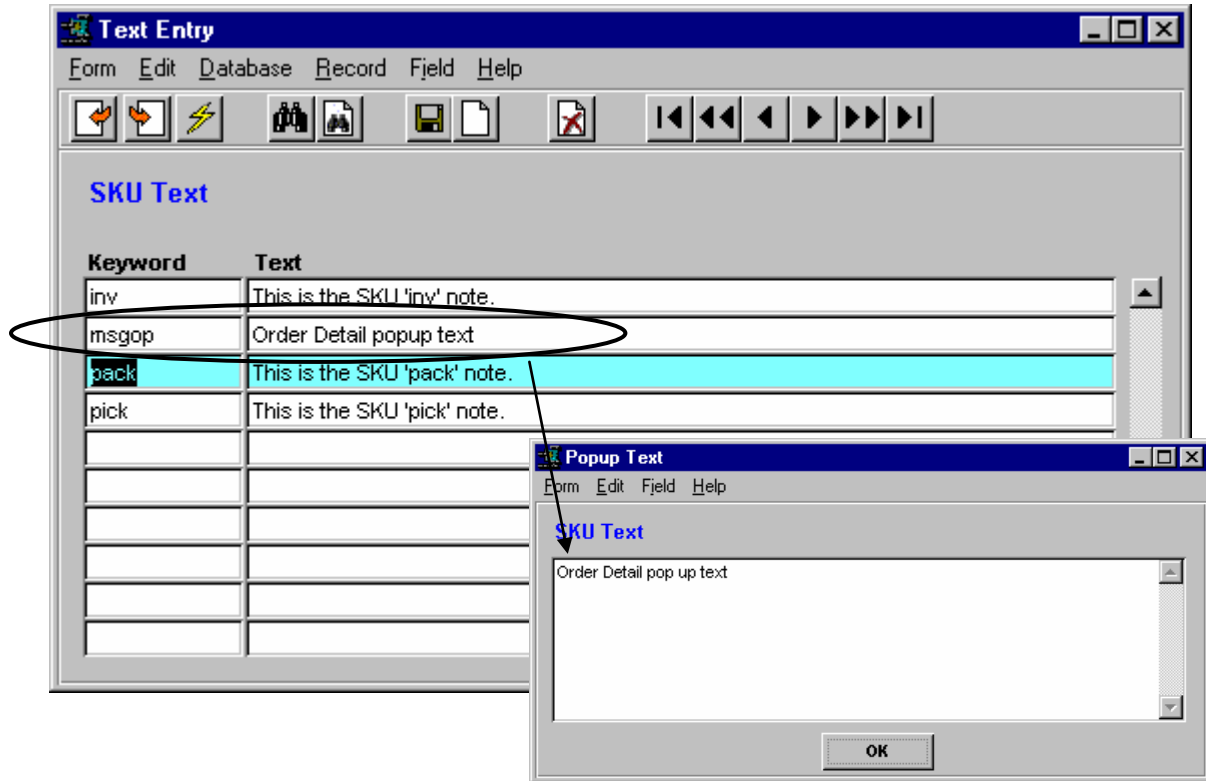 Text Entry
Form Edit Database Record Field Help
SKU Text
Keyword Text
inv This is the SKU 'inv' note.
msgop Order Detail popup text
pack This is the SKU 'pack' note.
pick This is the SKU 'pick' note.
Popup Text
Form Edit Field Help
SKU Text
Order Detail pop up text
OK